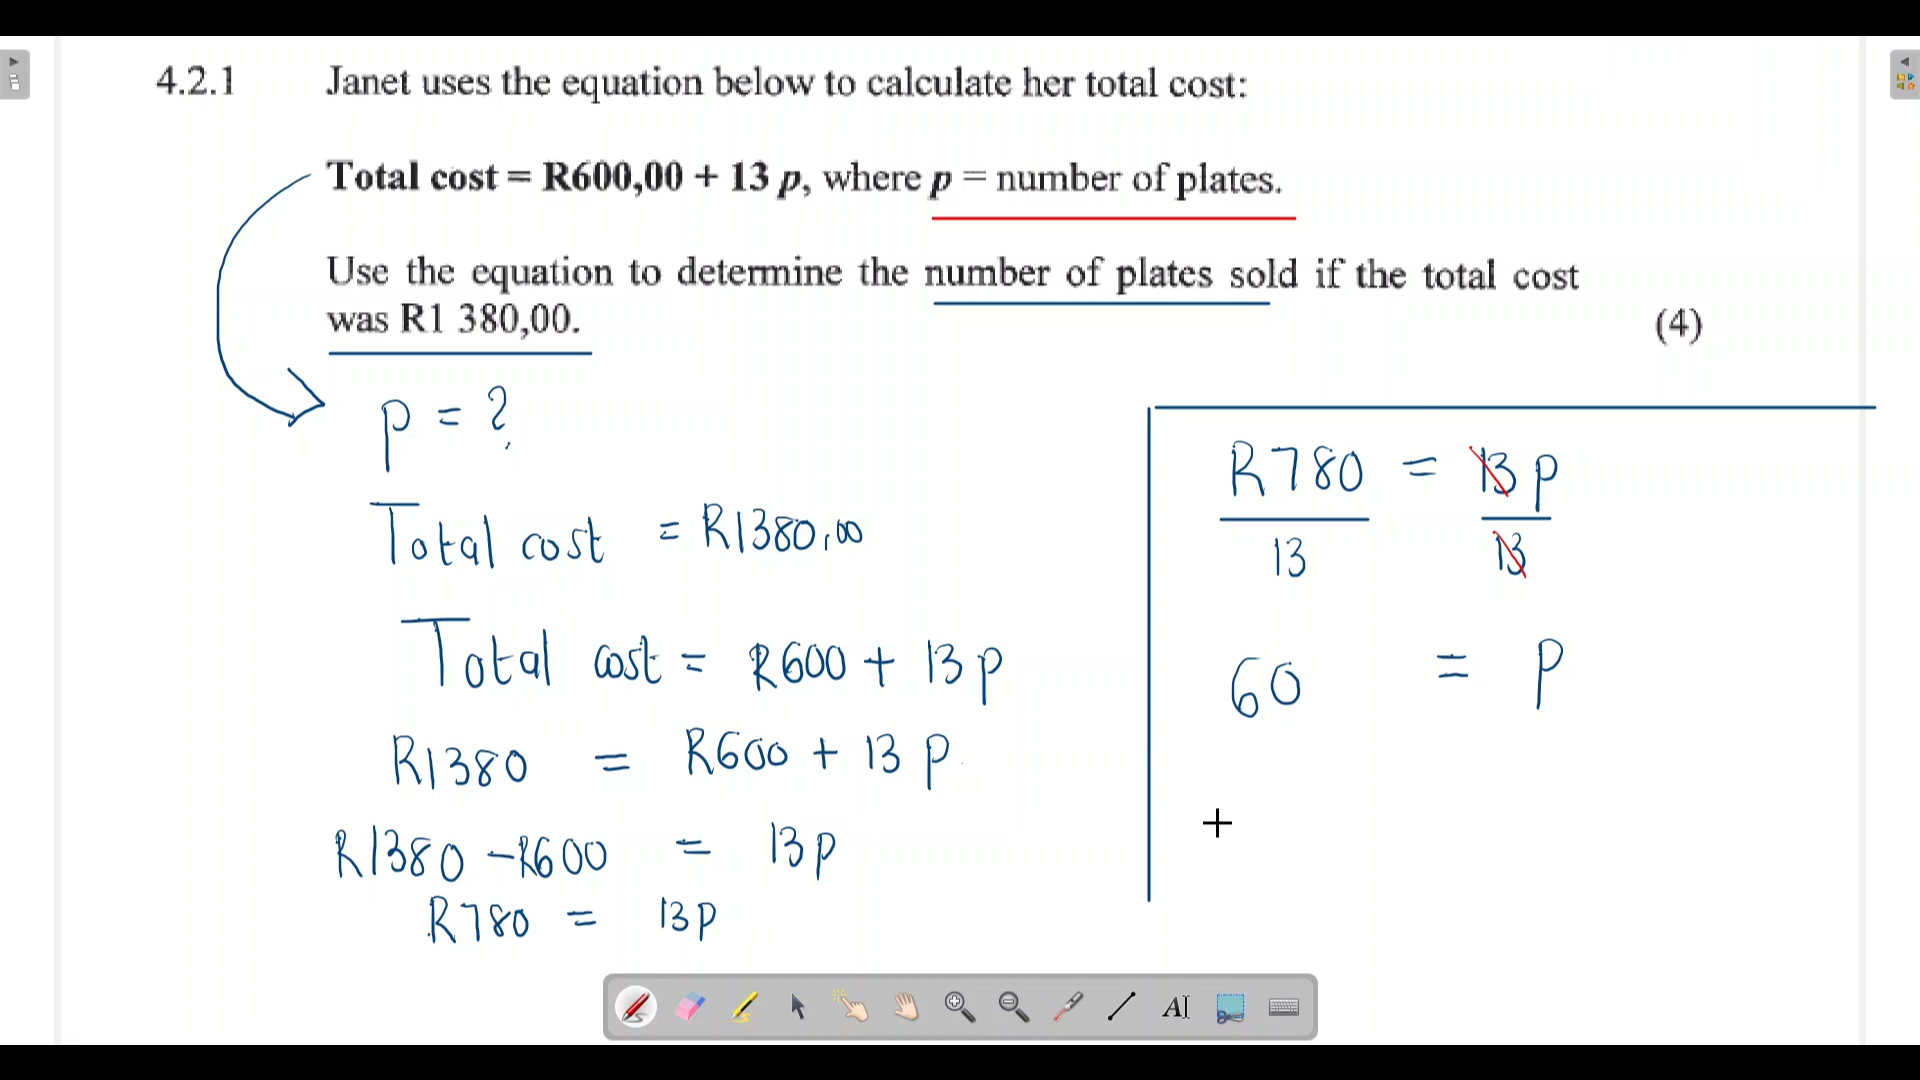 4.2.1 Janet uses the equation below to calculate her total cost:
Total cost = R600,00 + 13 p, where p = number of plates.
Use the equation to determine the number of plates sold if the total cost
was R1 380,00. (4)
p = ?
Total cost = R1380,00
Total cost = R600 + 13 p
R1380 = R600 + 13 p
R1380 - R600 = 13p
R780 = 13p
R780 = 13 p
13 13
60 = p
AI